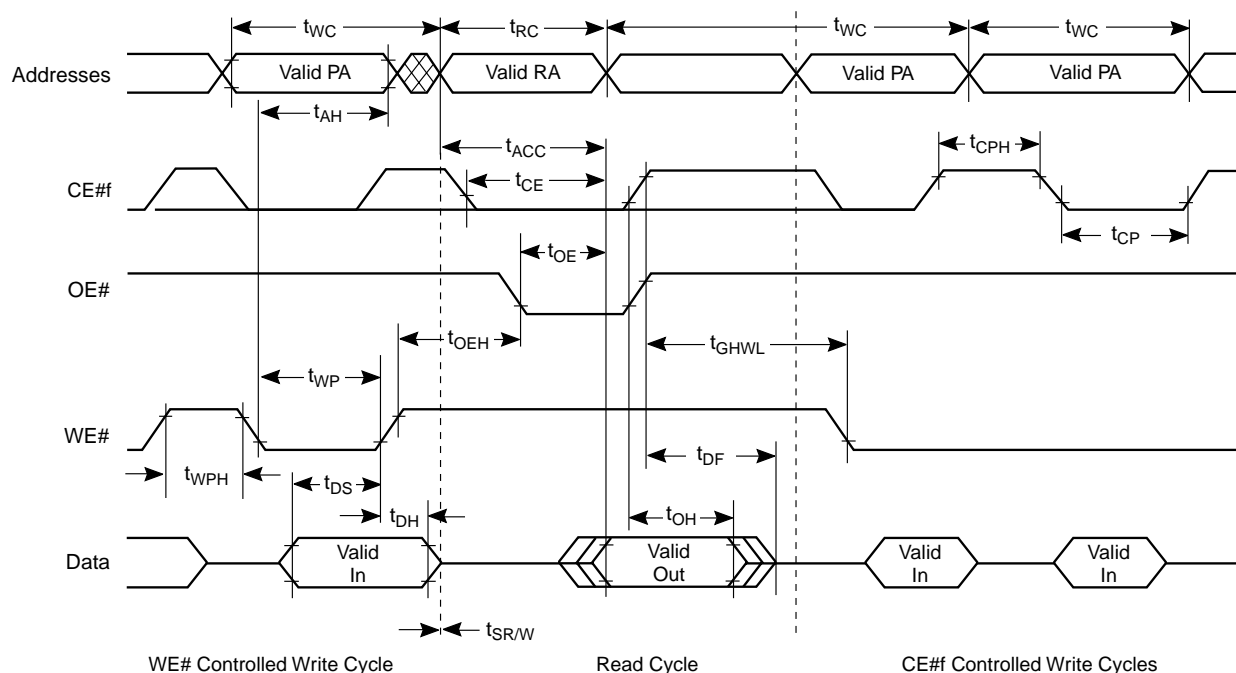 tWC tRC tWC tWC
Addresses Valid PA Valid RA Valid PA Valid PA
tAH
tACC
tCPH
CE#f tCE
tCP
tOE
OE#
tOEH tGHWL
tWP
WE#
tDF
tWPH tDS
tDH tOH
Data Valid In Valid Out Valid In Valid In
tSR/W
WE# Controlled Write Cycle Read Cycle CE#f Controlled Write Cycles